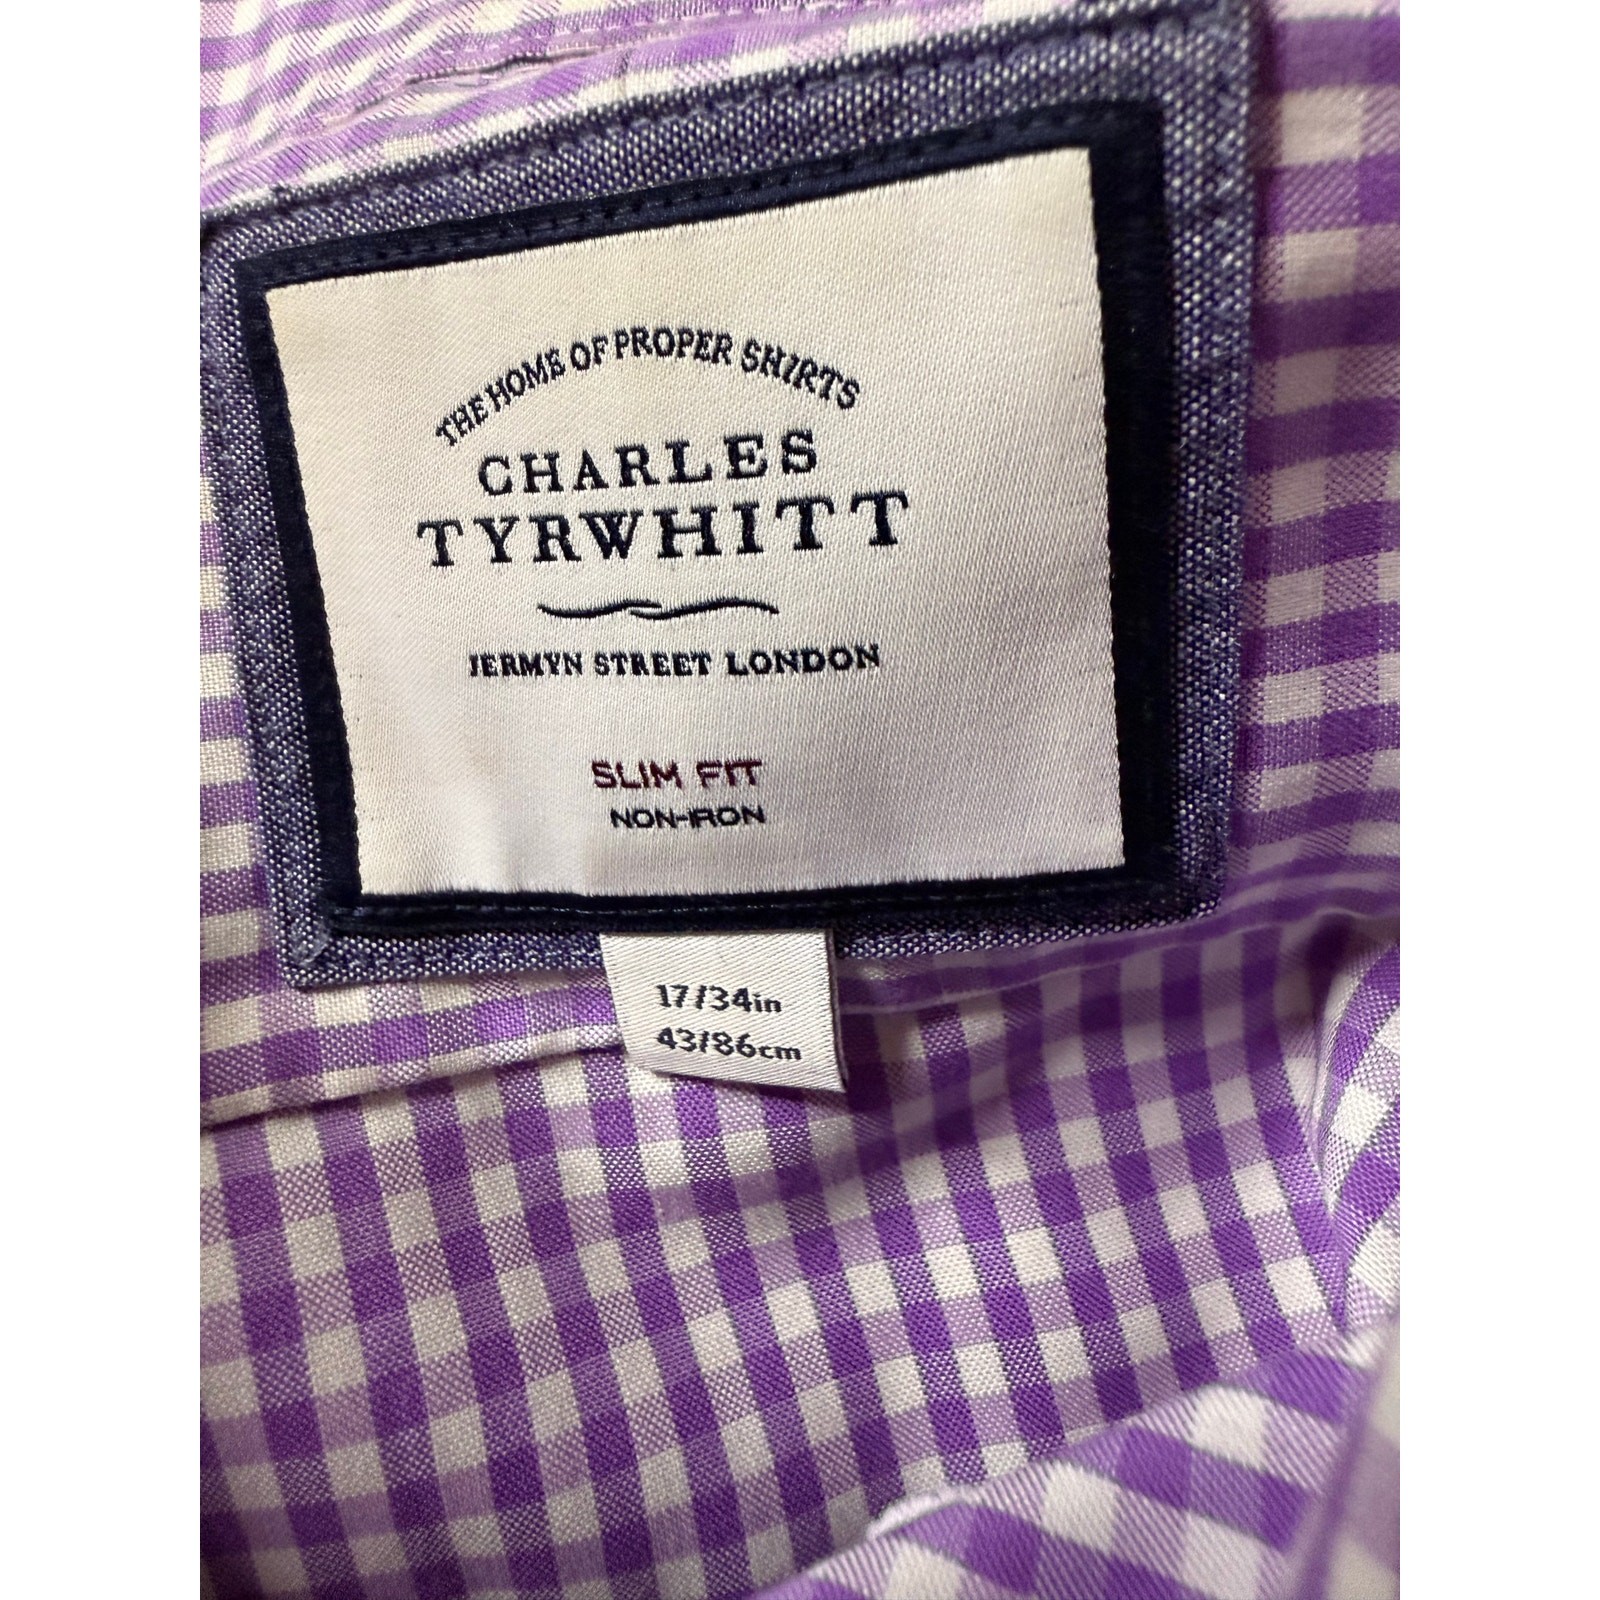 THE HOME OF PROPER SHIRTS
CHARLES
TYRWHITT
JERMYN STREET LONDON
SLIM FIT
NON-IRON
17/34in
43/86cm